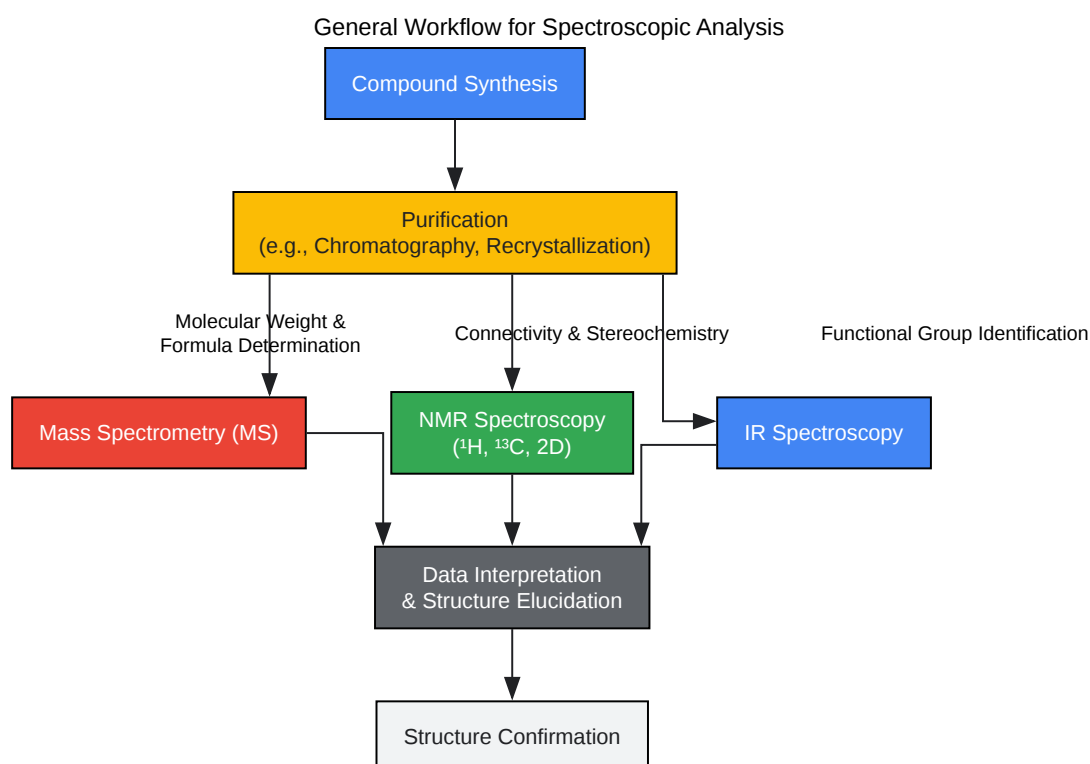 General Workflow for Spectroscopic Analysis
Compound Synthesis
Purification
(e.g., Chromatography, Recrystallization)
Molecular Weight &
Formula Determination
Connectivity & Stereochemistry
Functional Group Identification
Mass Spectrometry (MS)
NMR Spectroscopy
(¹H, ¹³C, 2D)
IR Spectroscopy
Data Interpretation
& Structure Elucidation
Structure Confirmation